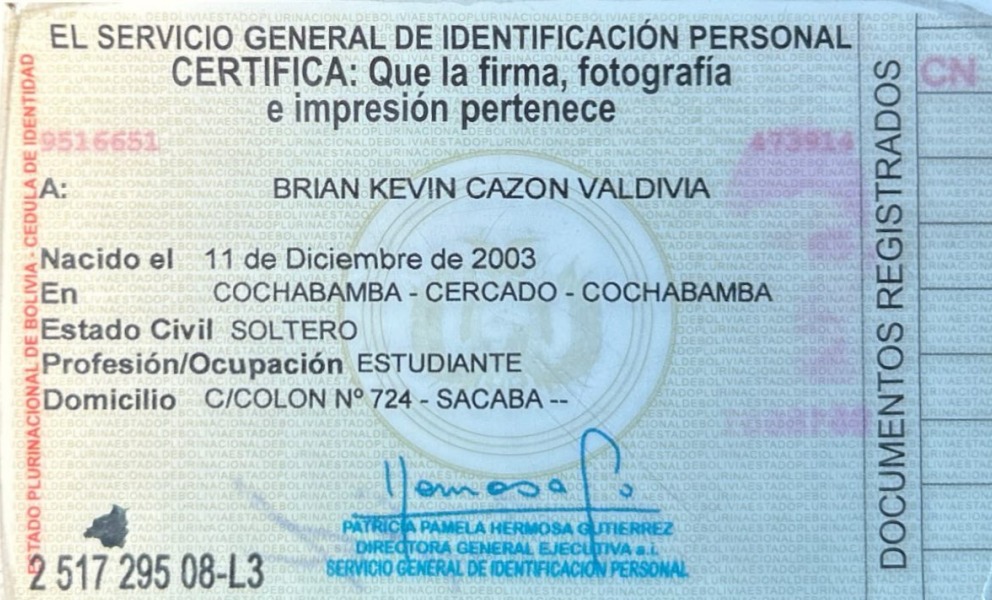 EL SERVICIO GENERAL DE IDENTIFICACIÓN PERSONAL
CERTIFICA: Que la firma, fotografía
e impresión pertenece
9516651
473914
A: BRIAN KEVIN CAZON VALDIVIA
Nacido el 11 de Diciembre de 2003
En COCHABAMBA - CERCADO - COCHABAMBA
Estado Civil SOLTERO
Profesión/Ocupación ESTUDIANTE
Domicilio C/COLON Nº 724 - SACABA --
PATRICIA PAMELA HERMOSA GUTIERREZ
DIRECTORA GENERAL EJECUTIVA a.i.
SERVICIO GENERAL DE IDENTIFICACIÓN PERSONAL
2 517 295 08-L3
ESTADO PLURINACIONAL DE BOLIVIA - CEDULA DE IDENTIDAD
DOCUMENTOS REGISTRADOS
CN